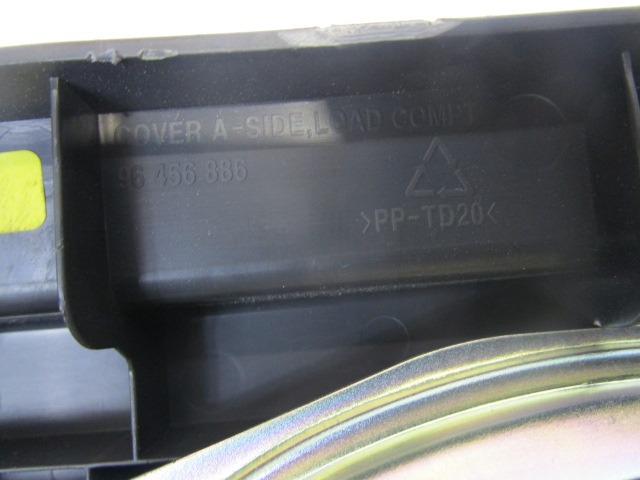 COVER A-SIDE,LOAD COMPT
96 456 886
>PP-TD20<